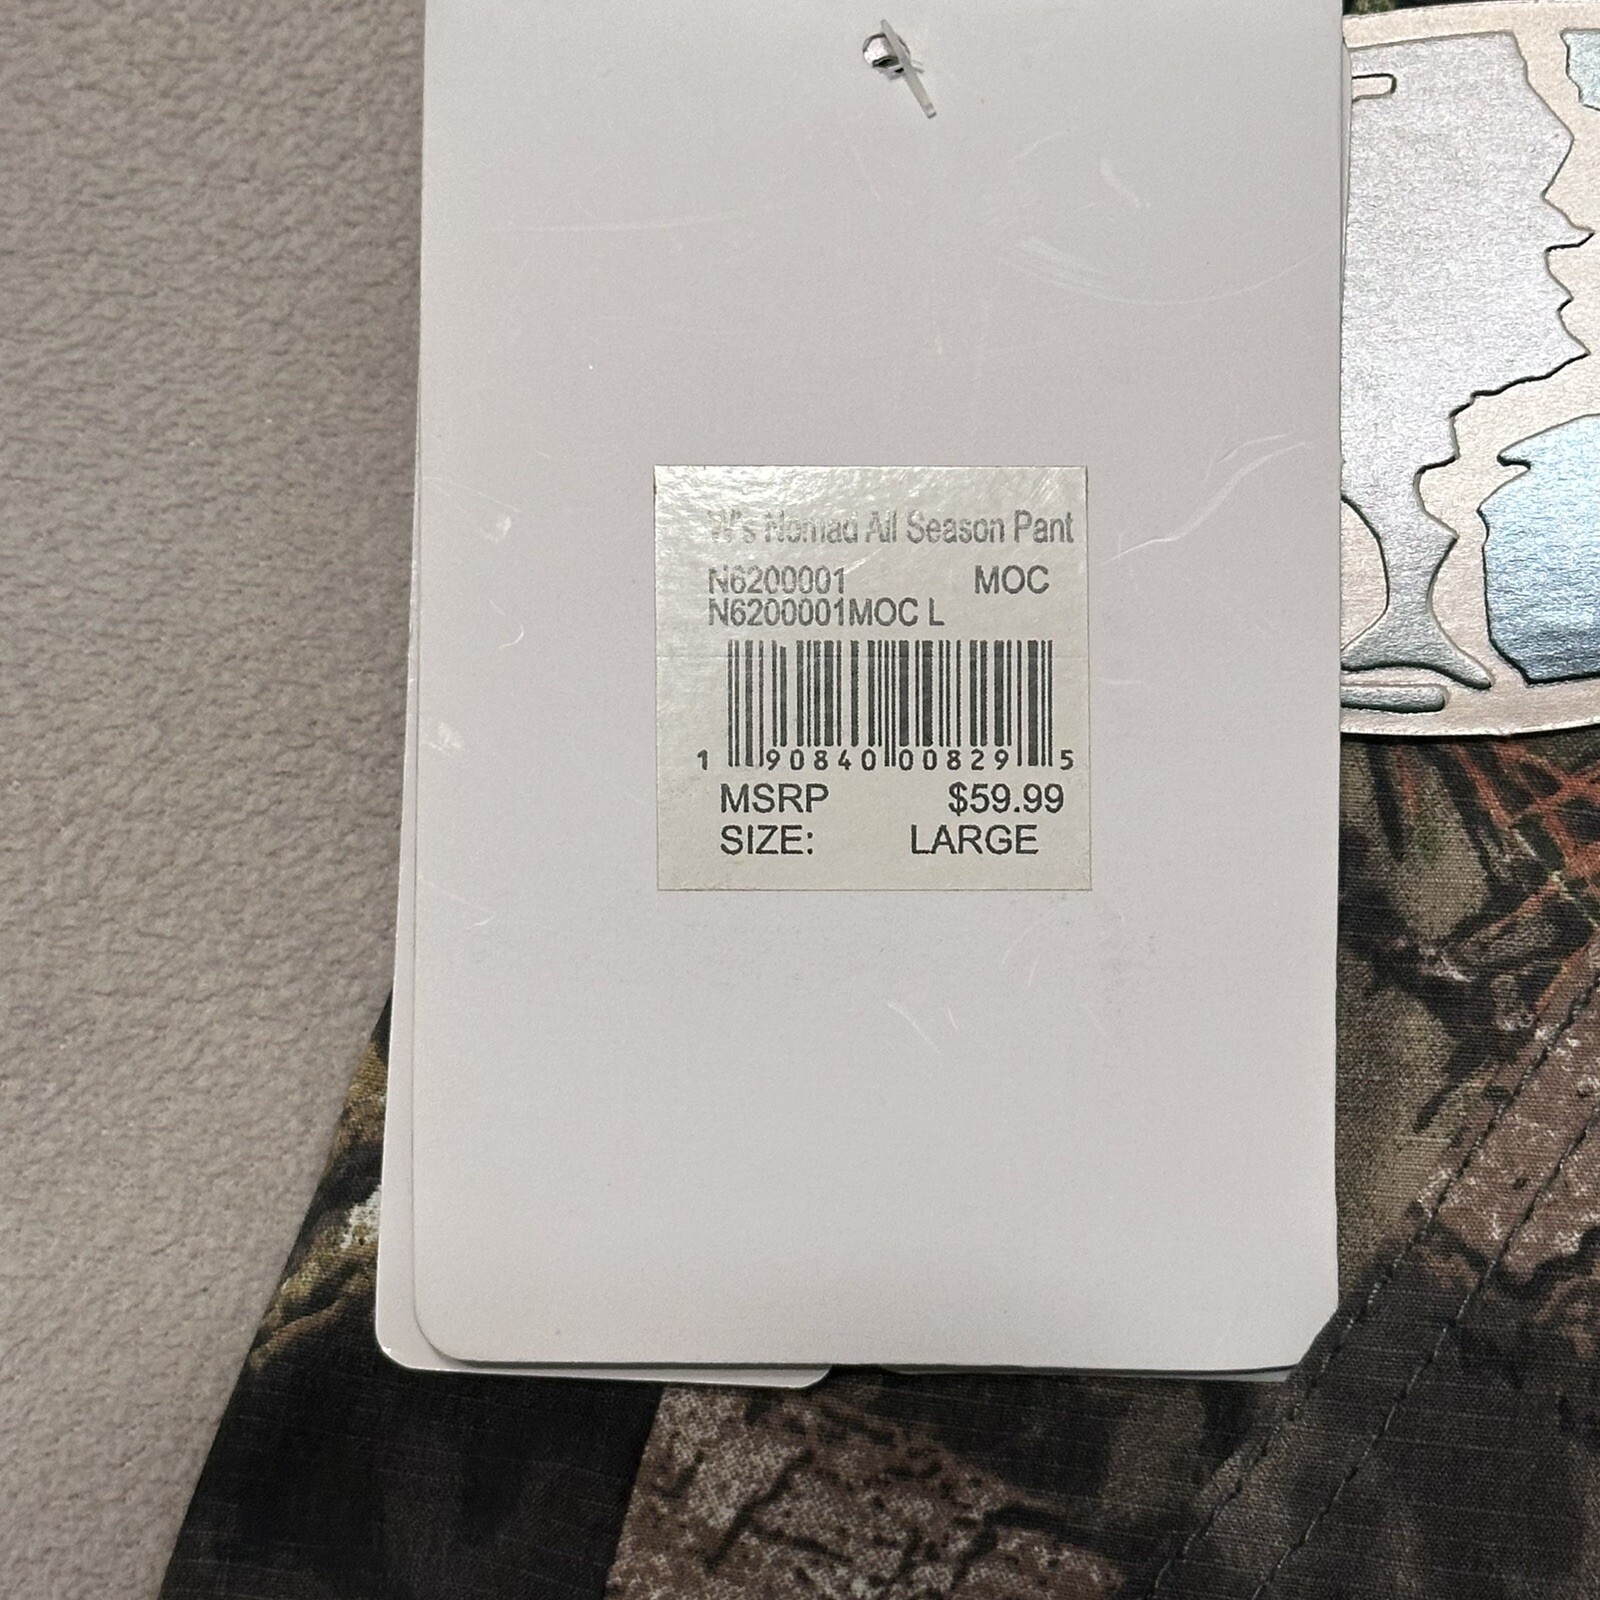 W's Nomad All Season Pant
N6200001 MOC
N6200001MOC L
1 90840 00829 5
MSRP $59.99
SIZE: LARGE